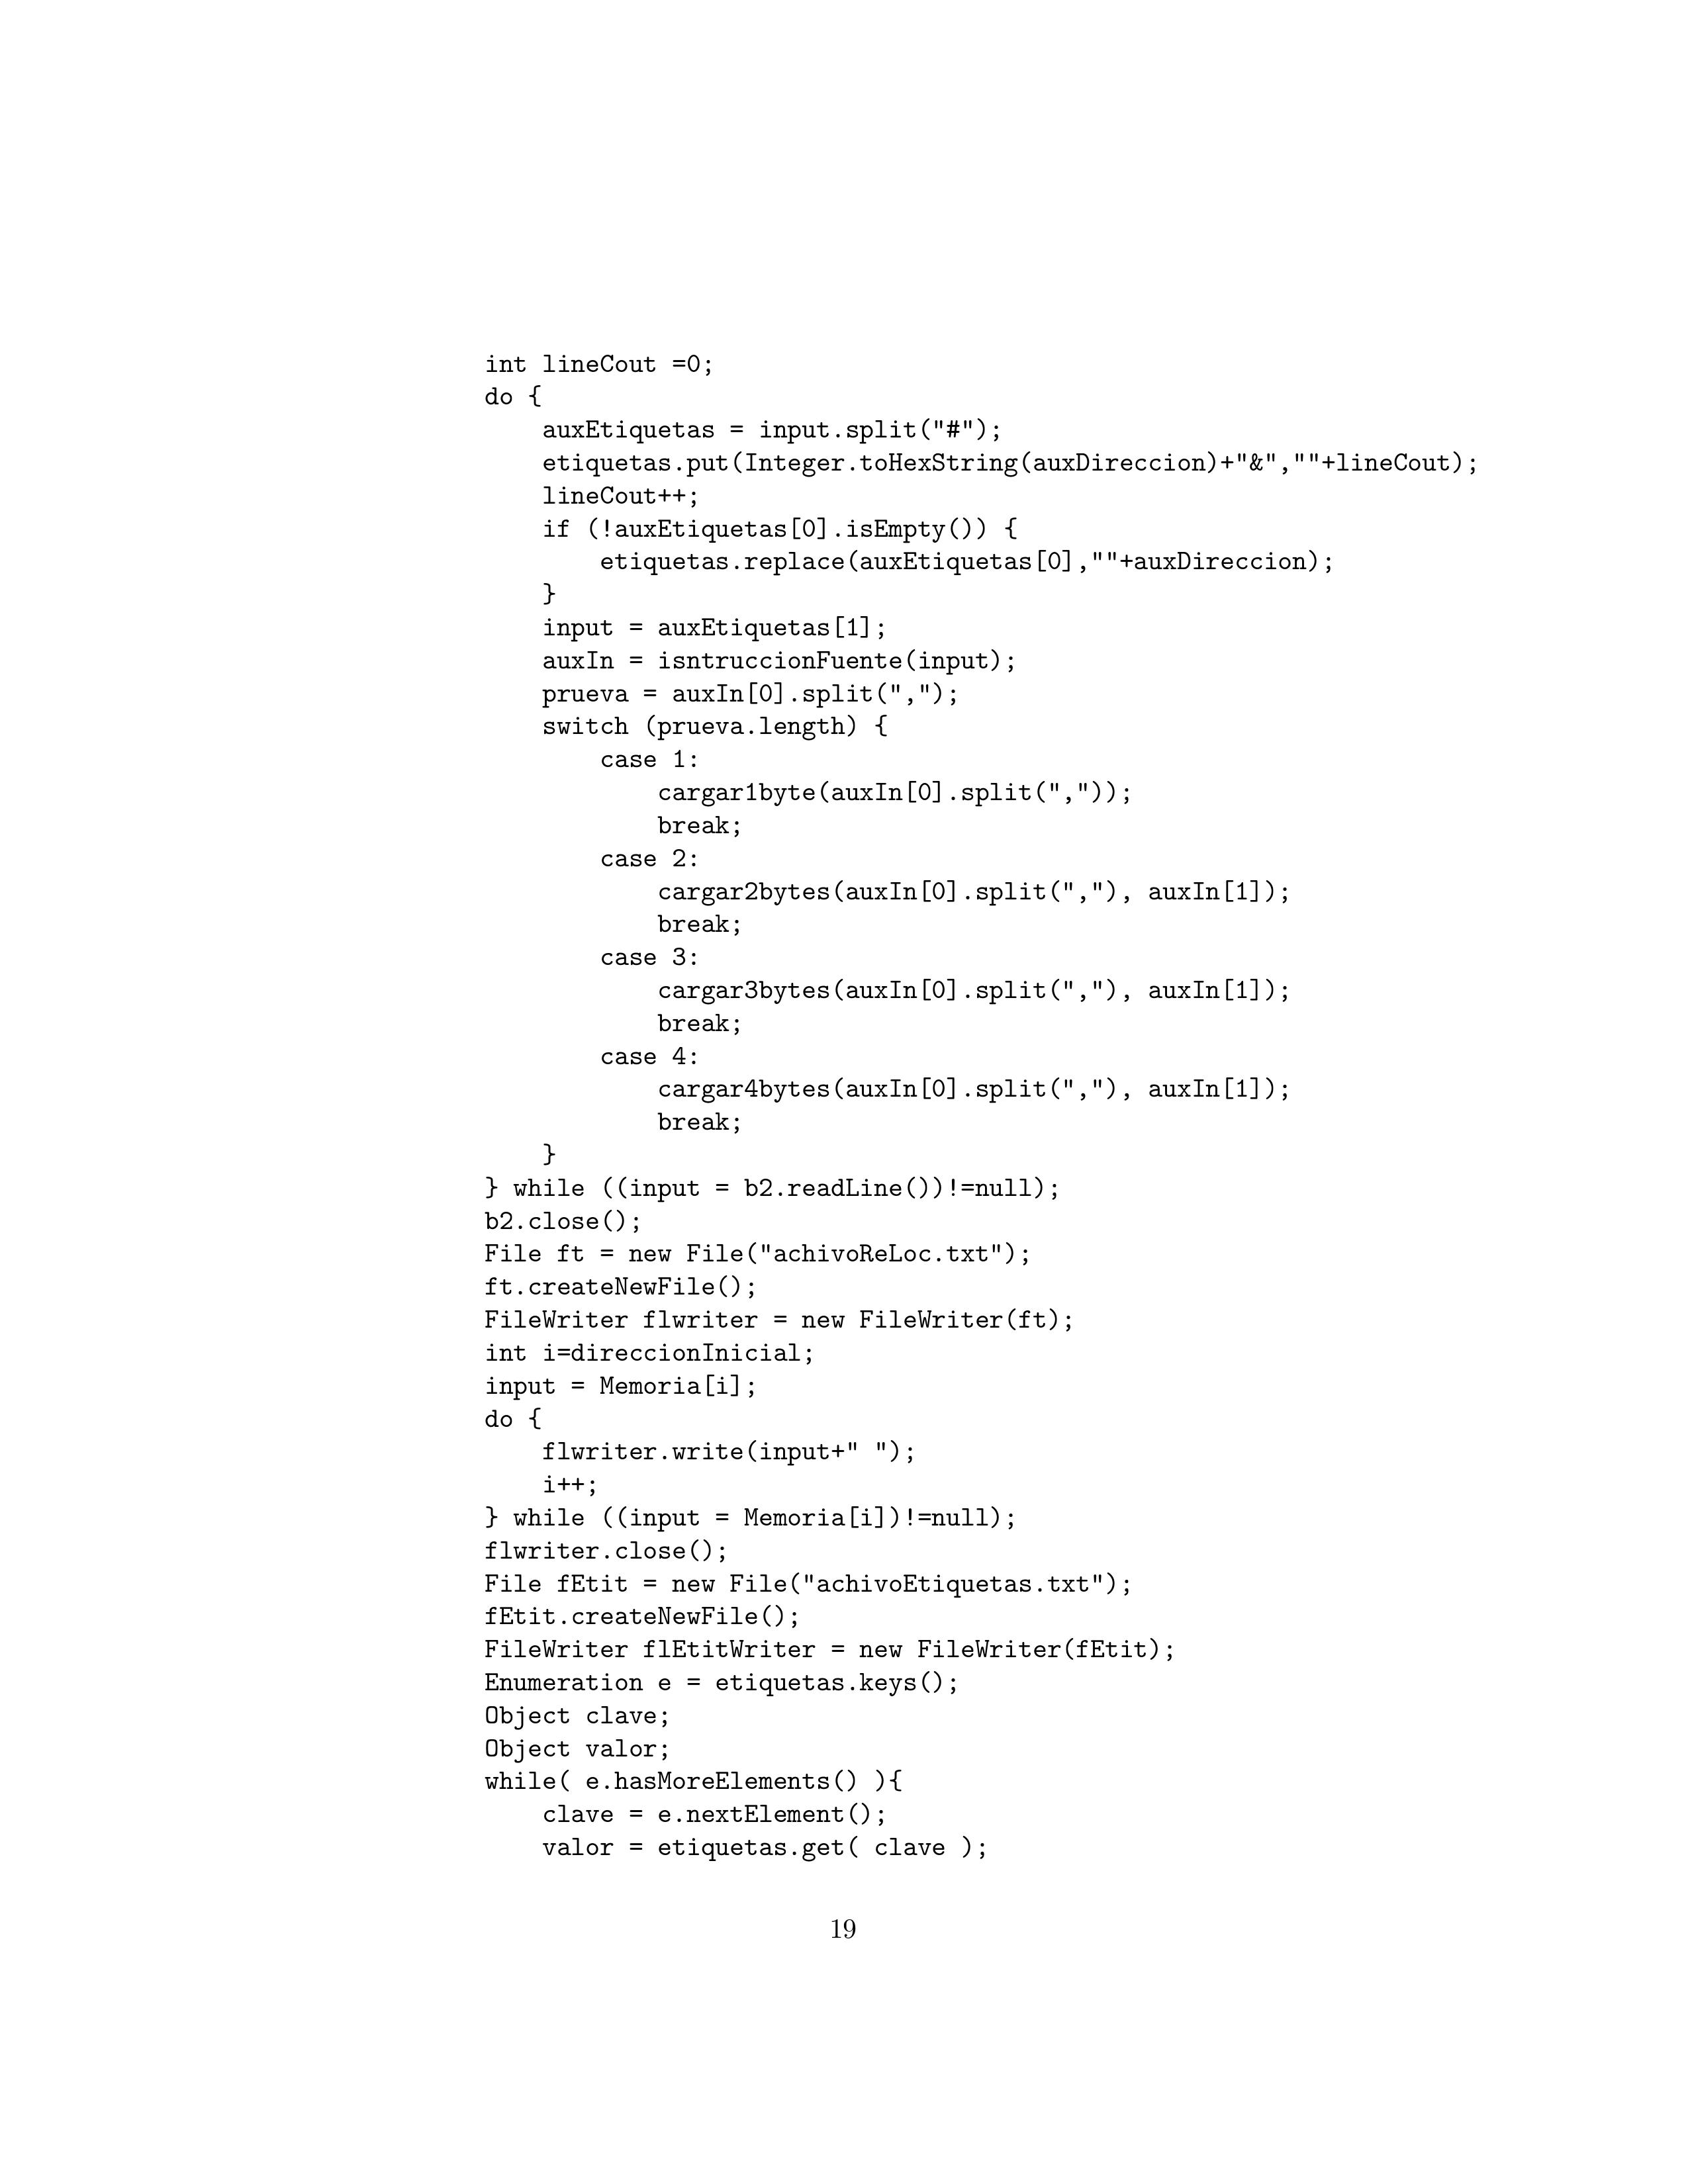 int lineCout =0;
do {
    auxEtiquetas = input.split("#");
    etiquetas.put(Integer.toHexString(auxDireccion)+"&",""+lineCout);
    lineCout++;
    if (!auxEtiquetas[0].isEmpty()) {
        etiquetas.replace(auxEtiquetas[0],""+auxDireccion);
    }
    input = auxEtiquetas[1];
    auxIn = isntruccionFuente(input);
    prueva = auxIn[0].split(",");
    switch (prueva.length) {
        case 1:
            cargar1byte(auxIn[0].split(","));
            break;
        case 2:
            cargar2bytes(auxIn[0].split(","), auxIn[1]);
            break;
        case 3:
            cargar3bytes(auxIn[0].split(","), auxIn[1]);
            break;
        case 4:
            cargar4bytes(auxIn[0].split(","), auxIn[1]);
            break;
    }
} while ((input = b2.readLine())!=null);
b2.close();
File ft = new File("achivoReLoc.txt");
ft.createNewFile();
FileWriter flwriter = new FileWriter(ft);
int i=direccionInicial;
input = Memoria[i];
do {
    flwriter.write(input+" ");
    i++;
} while ((input = Memoria[i])!=null);
flwriter.close();
File fEtit = new File("achivoEtiquetas.txt");
fEtit.createNewFile();
FileWriter flEtitWriter = new FileWriter(fEtit);
Enumeration e = etiquetas.keys();
Object clave;
Object valor;
while( e.hasMoreElements() ){
    clave = e.nextElement();
    valor = etiquetas.get( clave );
19